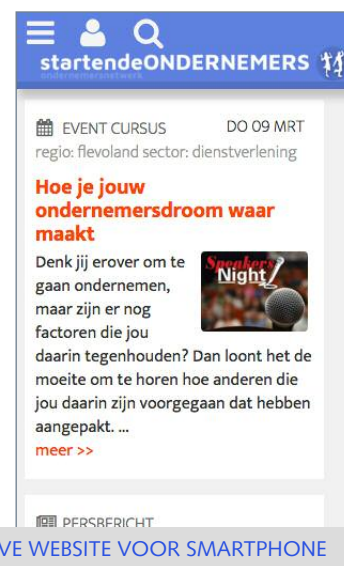 startendeONDERNEMERS
ondernemersnetwerk
EVENT CURSUS DO 09 MRT
regio: flevoland sector: dienstverlening
Hoe je jouw
ondernemersdroom waar
maakt
Denk jij erover om te
gaan ondernemen,
maar zijn er nog
factoren die jou
daarin tegenhouden? Dan loont het de
moeite om te horen hoe anderen die
jou daarin zijn voorgegaan dat hebben
aangepakt. ...
meer >>
Speakers
Night
PERSBERICHT
VE WEBSITE VOOR SMARTPHONE